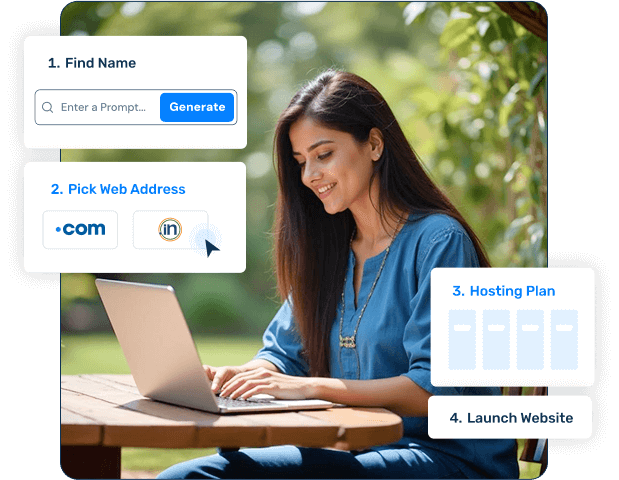 1. Find Name
Enter a Prompt...
Generate
2. Pick Web Address
.com
.in
3. Hosting Plan
4. Launch Website